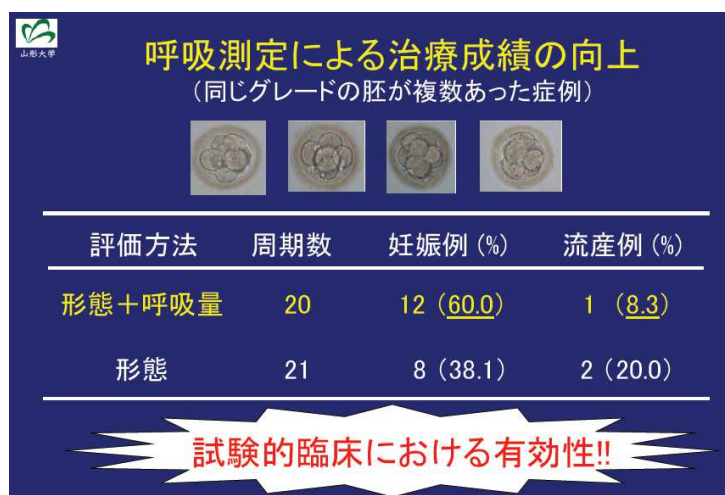 山形大学
呼吸測定による治療成績の向上
（同じグレードの胚が複数あった症例）
評価方法 周期数 妊娠例 (%) 流産例 (%)
形態＋呼吸量 20 12 (60.0) 1 (8.3)
形態 21 8 (38.1) 2 (20.0)
試験的臨床における有効性!!